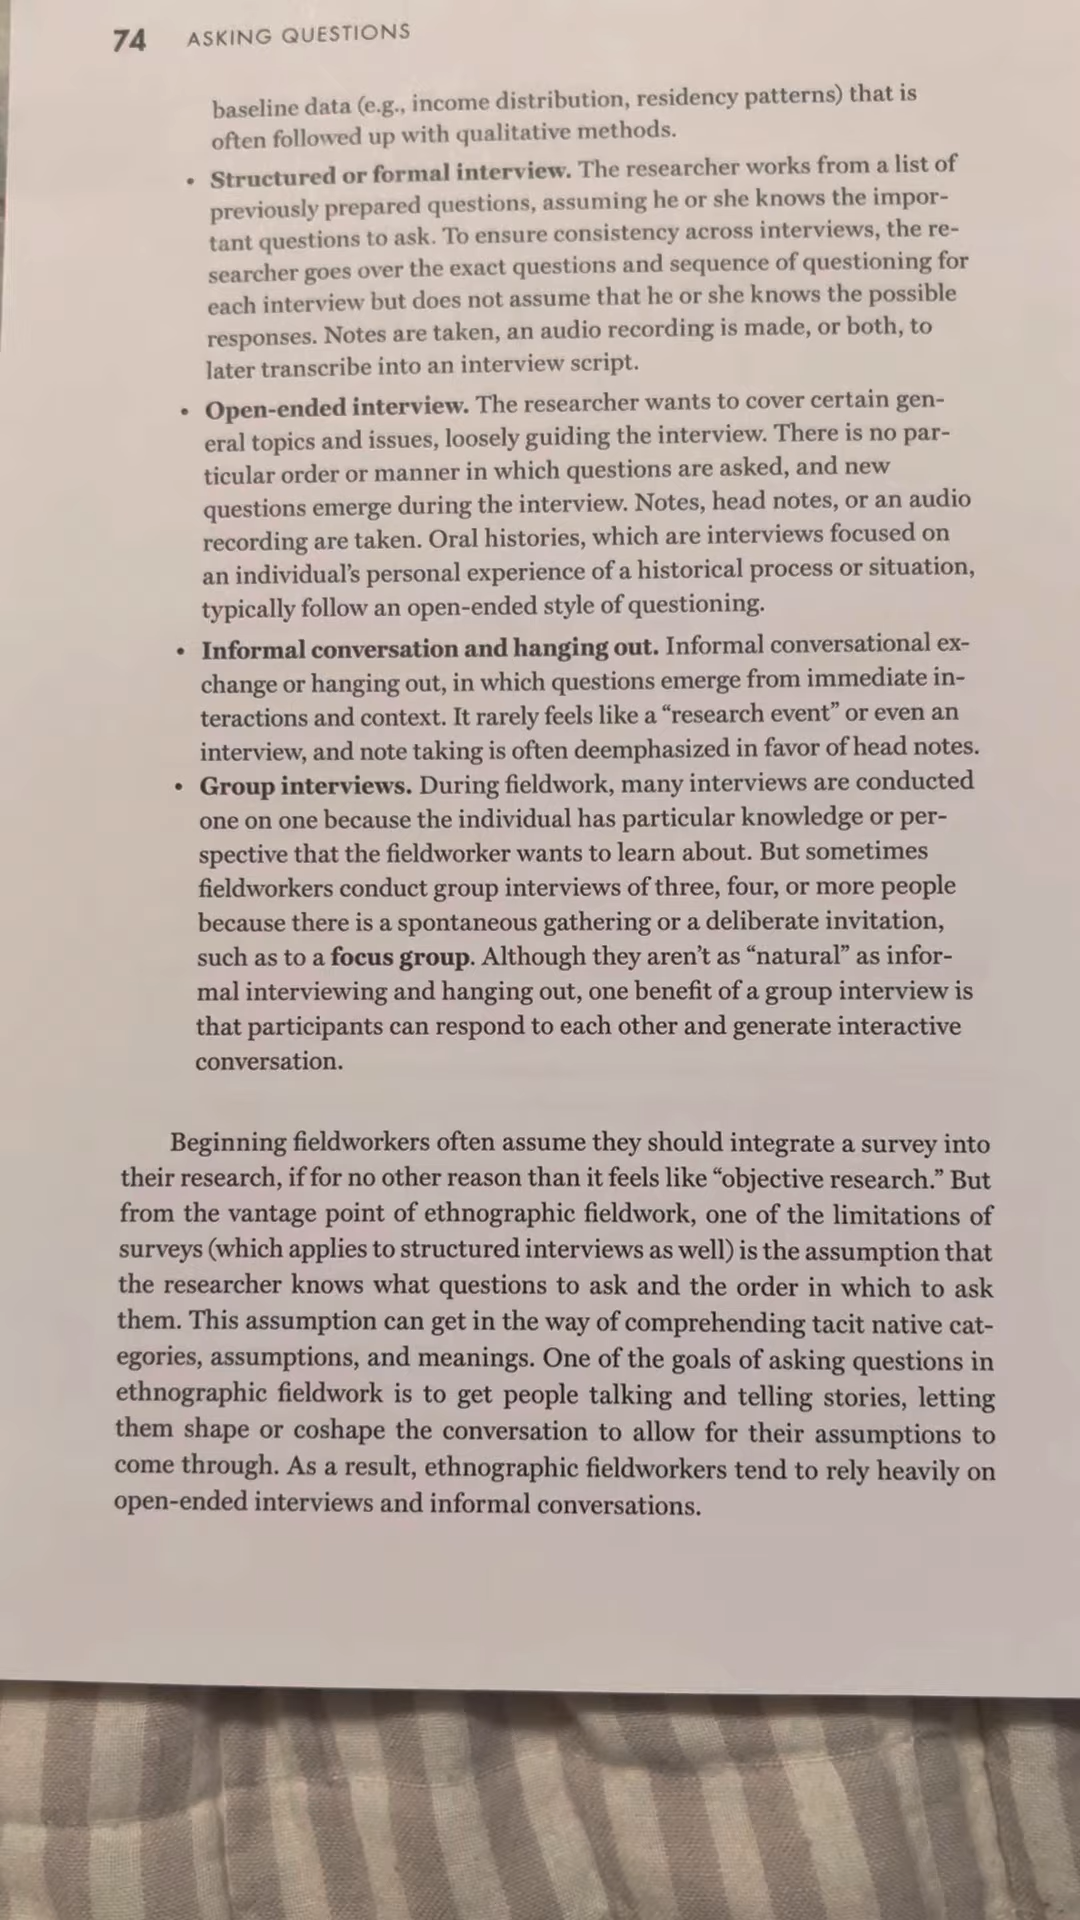 74 ASKING QUESTIONS
baseline data (e.g., income distribution, residency patterns) that is
often followed up with qualitative methods.
• Structured or formal interview. The researcher works from a list of
previously prepared questions, assuming he or she knows the impor-
tant questions to ask. To ensure consistency across interviews, the re-
searcher goes over the exact questions and sequence of questioning for
each interview but does not assume that he or she knows the possible
responses. Notes are taken, an audio recording is made, or both, to
later transcribe into an interview script.
• Open-ended interview. The researcher wants to cover certain gen-
eral topics and issues, loosely guiding the interview. There is no par-
ticular order or manner in which questions are asked, and new
questions emerge during the interview. Notes, head notes, or an audio
recording are taken. Oral histories, which are interviews focused on
an individual’s personal experience of a historical process or situation,
typically follow an open-ended style of questioning.
• Informal conversation and hanging out. Informal conversational ex-
change or hanging out, in which questions emerge from immediate in-
teractions and context. It rarely feels like a “research event” or even an
interview, and note taking is often deemphasized in favor of head notes.
• Group interviews. During fieldwork, many interviews are conducted
one on one because the individual has particular knowledge or per-
spective that the fieldworker wants to learn about. But sometimes
fieldworkers conduct group interviews of three, four, or more people
because there is a spontaneous gathering or a deliberate invitation,
such as to a focus group. Although they aren’t as “natural” as infor-
mal interviewing and hanging out, one benefit of a group interview is
that participants can respond to each other and generate interactive
conversation.
Beginning fieldworkers often assume they should integrate a survey into
their research, if for no other reason than it feels like “objective research.” But
from the vantage point of ethnographic fieldwork, one of the limitations of
surveys (which applies to structured interviews as well) is the assumption that
the researcher knows what questions to ask and the order in which to ask
them. This assumption can get in the way of comprehending tacit native cat-
egories, assumptions, and meanings. One of the goals of asking questions in
ethnographic fieldwork is to get people talking and telling stories, letting
them shape or coshape the conversation to allow for their assumptions to
come through. As a result, ethnographic fieldworkers tend to rely heavily on
open-ended interviews and informal conversations.